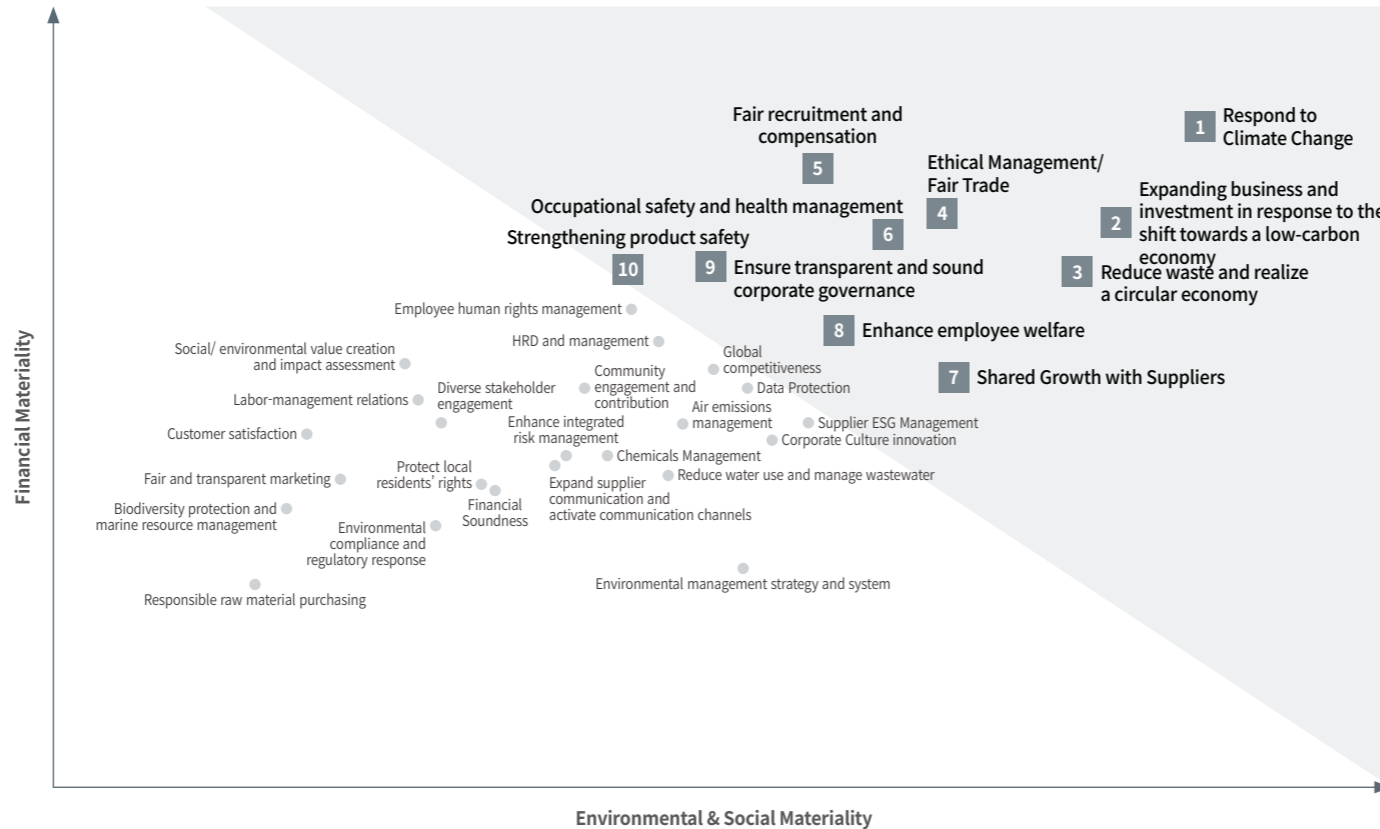 Fair recruitment and
compensation
5
1
Respond to
Climate Change
Ethical Management/
Fair Trade
4
Expanding business and
investment in response to the
shift towards a low-carbon
economy
2
Occupational safety and health management
6
Strengthening product safety
10
9
Ensure transparent and sound
corporate governance
3
Reduce waste and realize
a circular economy
Employee human rights management
8
Enhance employee welfare
HRD and management
Social/ environmental value creation
and impact assessment
Global
competitiveness
7
Shared Growth with Suppliers
Community
engagement and
contribution
Data Protection
Diverse stakeholder
engagement
Labor-management relations
Air emissions
management
Supplier ESG Management
Enhance integrated
risk management
Customer satisfaction
Corporate Culture innovation
Chemicals Management
Protect local
residents’ rights
Reduce water use and manage wastewater
Fair and transparent marketing
Expand supplier
communication and
activate communication channels
Financial
Soundness
Biodiversity protection and
marine resource management
Environmental
compliance and
regulatory response
Environmental management strategy and system
Responsible raw material purchasing
Financial Materiality
Environmental & Social Materiality